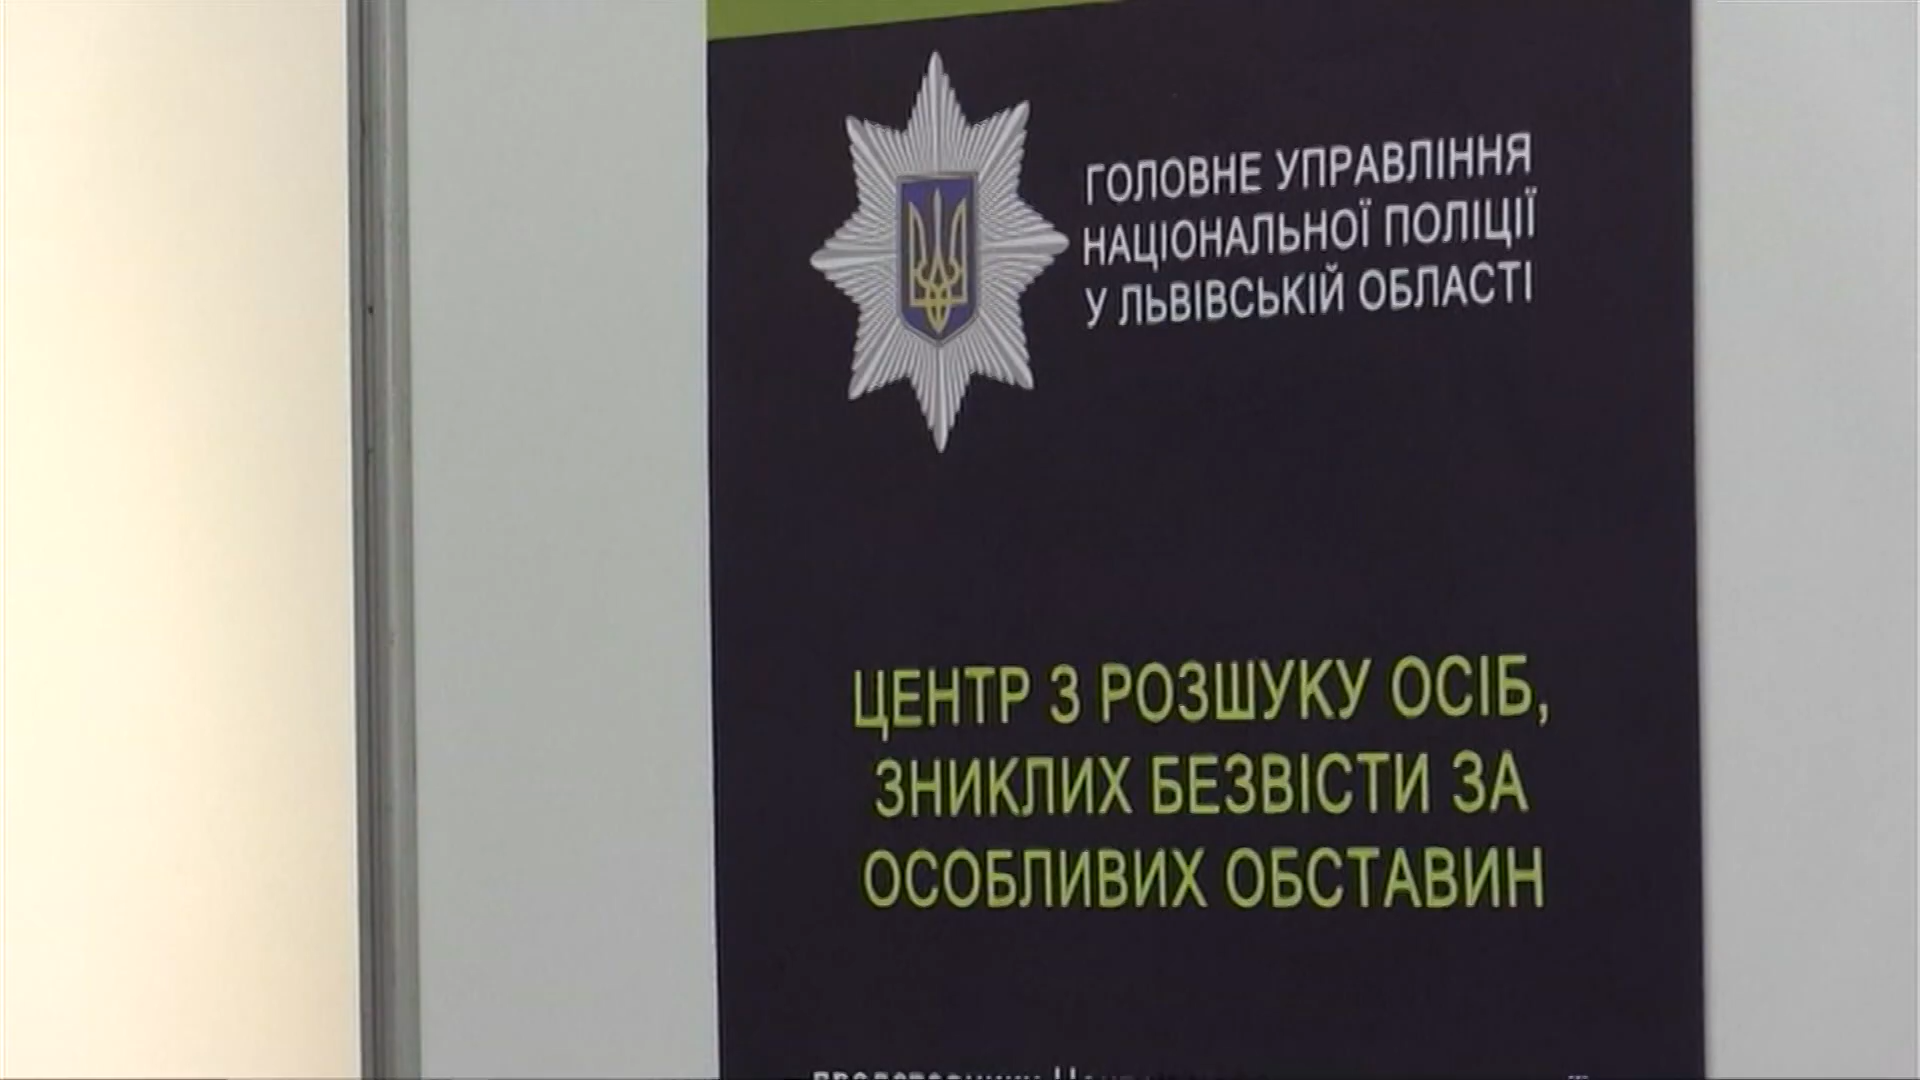 ГОЛОВНЕ УПРАВЛІННЯ
НАЦІОНАЛЬНОЇ ПОЛІЦІЇ
У ЛЬВІВСЬКІЙ ОБЛАСТІ
ЦЕНТР З РОЗШУКУ ОСІБ,
ЗНИКЛИХ БЕЗВІСТИ ЗА
ОСОБЛИВИХ ОБСТАВИН